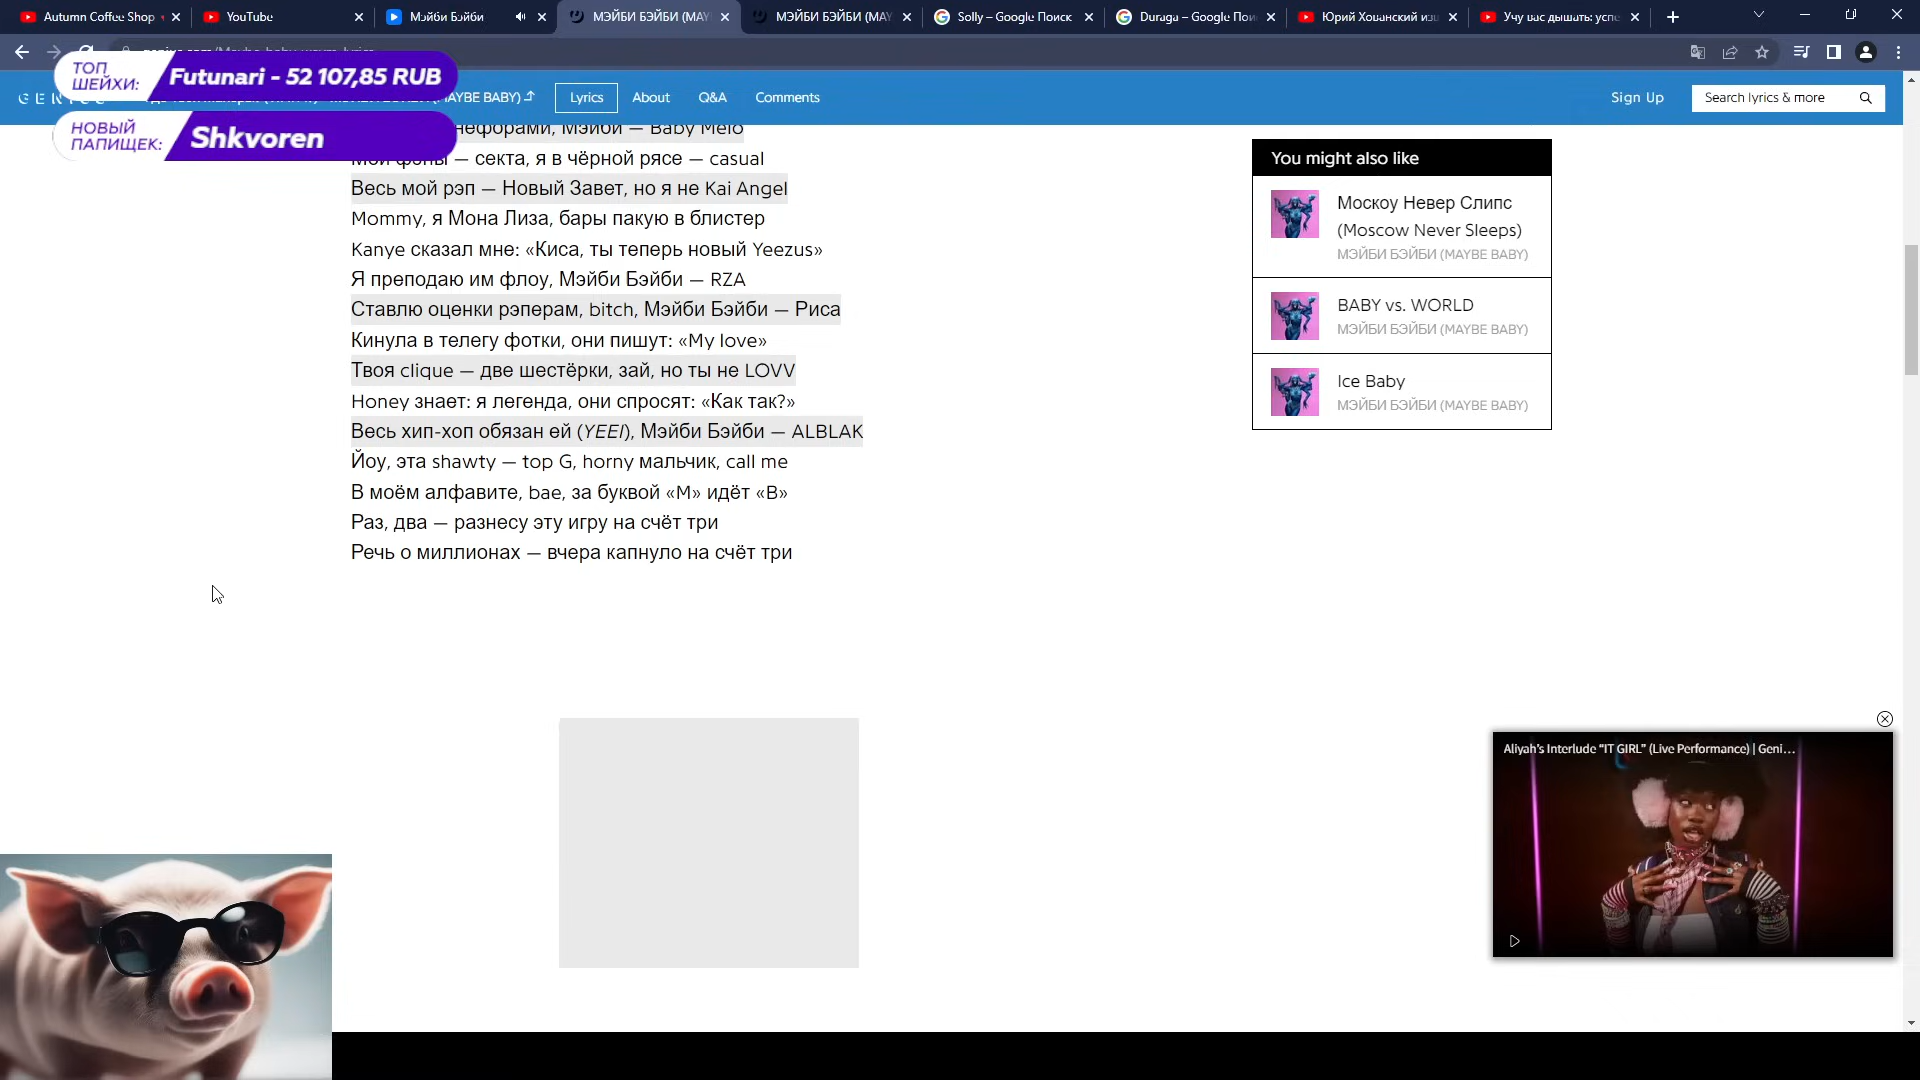 Autumn Coffee Shop
YouTube
Мэйби Бэйби
МЭЙБИ БЭЙБИ (MAY
МЭЙБИ БЭЙБИ (MAY
Solly – Google Поиск
Duraga – Google Пои
Юрий Хованский из
Учу вас дышать: успе
ТОП
ШЕЙХИ:
Futunari - 52 107,85 RUB
НОВЫЙ
ПАПИЩЕК:
Shkvoren
MAYBE BABY)
Lyrics
About
Q&A
Comments
Sign Up
Search lyrics & more
Мэйби — Baby Melo
— секта, я в чёрной рясе — casual
Весь мой рэп — Новый Завет, но я не Kai Angel
Mommy, я Мона Лиза, бары пакую в блистер
Kanye сказал мне: «Киса, ты теперь новый Yeezus»
Я преподаю им флоу, Мэйби Бэйби — RZA
Ставлю оценки рэперам, bitch, Мэйби Бэйби — Риса
Кинула в телегу фотки, они пишут: «My love»
Твоя clique — две шестёрки, зай, но ты не LOVV
Honey знает: я легенда, они спросят: «Как так?»
Весь хип-хоп обязан ей (YEEI), Мэйби Бэйби — ALBLAK
Йоу, эта shawty — top G, horny мальчик, call me
В моём алфавите, bae, за буквой «M» идёт «B»
Раз, два — разнесу эту игру на счёт три
Речь о миллионах — вчера капнуло на счёт три
You might also like
Москоу Невер Слипс
(Moscow Never Sleeps)
МЭЙБИ БЭЙБИ (MAYBE BABY)
BABY vs. WORLD
МЭЙБИ БЭЙБИ (MAYBE BABY)
Ice Baby
МЭЙБИ БЭЙБИ (MAYBE BABY)
Aliyah's Interlude “IT GIRL” (Live Performance) | Geni...